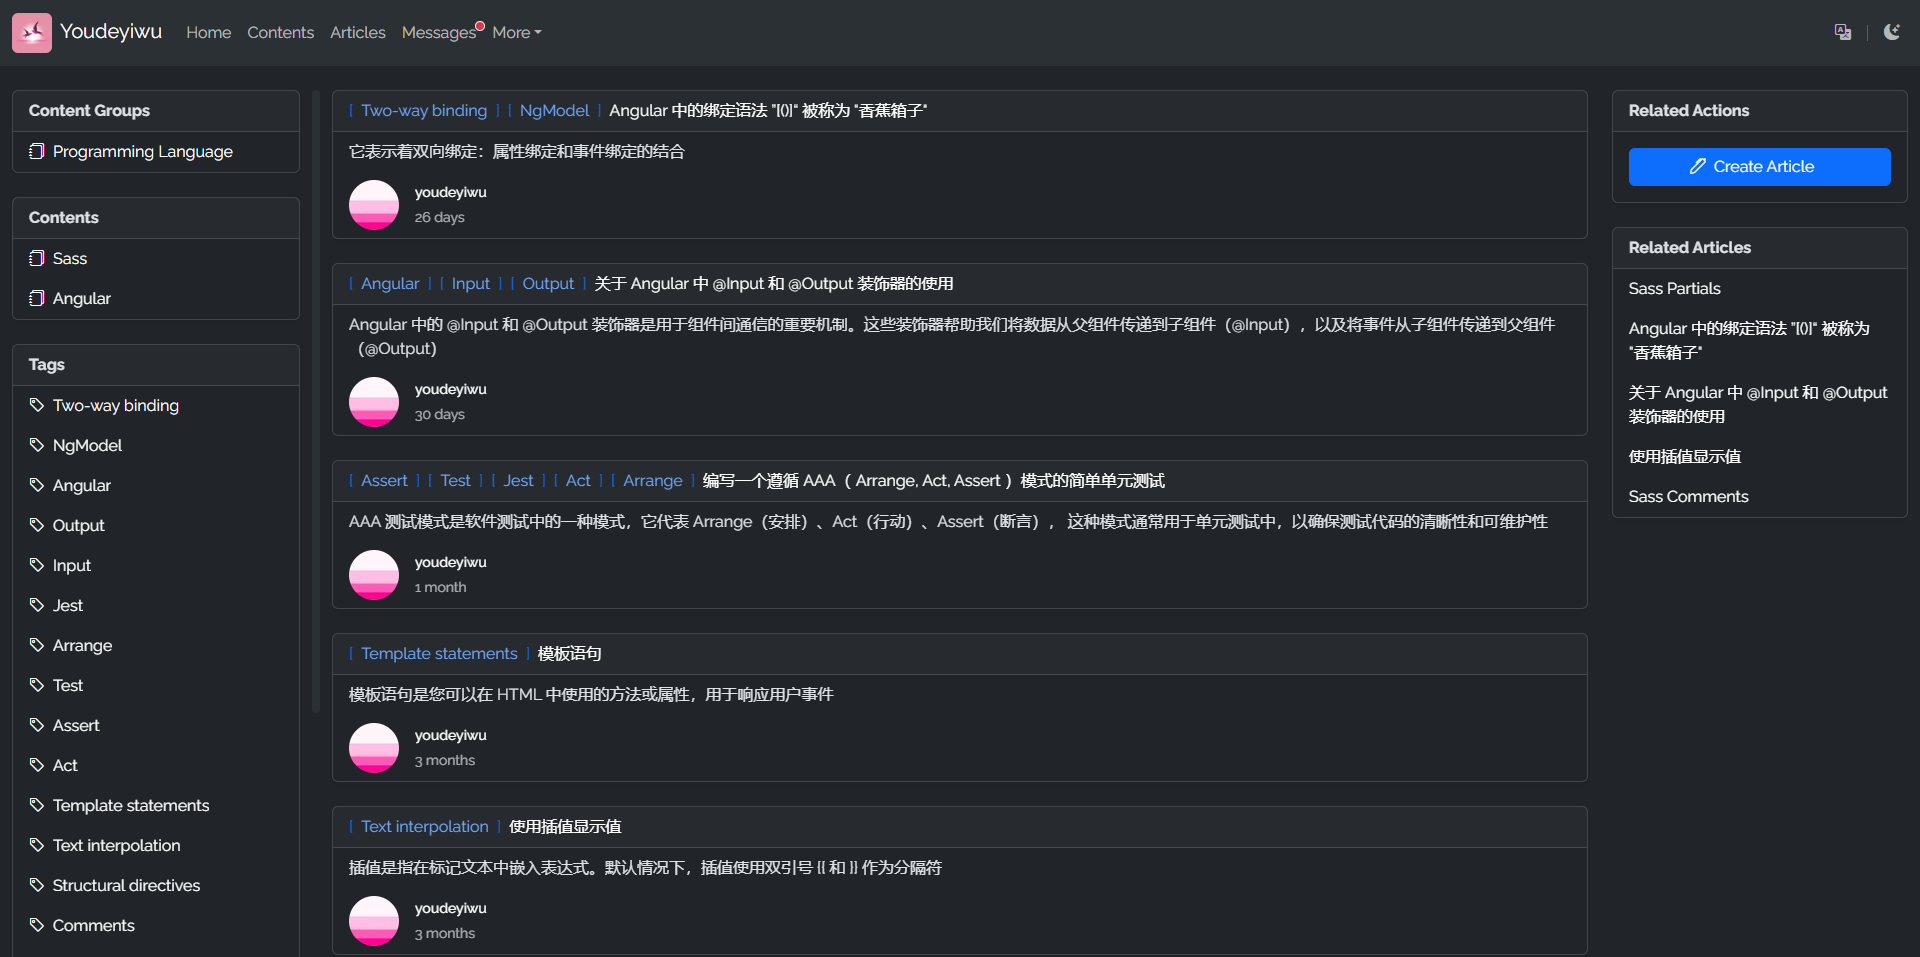 Youdeyiwu Home Contents Articles Messages More
Content Groups
Programming Language
Contents
Sass
Angular
Tags
Two-way binding
NgModel
Angular
Output
Input
Jest
Arrange
Test
Assert
Act
Template statements
Text interpolation
Structural directives
Comments
[ Two-way binding ] [ NgModel ] Angular 中的绑定语法 "[()]" 被称为 "香蕉箱子"
它表示着双向绑定：属性绑定和事件绑定的结合
youdeyiwu
26 days
[ Angular ] [ Input ] [ Output ] 关于 Angular 中 @Input 和 @Output 装饰器的使用
Angular 中的 @Input 和 @Output 装饰器是用于组件间通信的重要机制。这些装饰器帮助我们将数据从父组件传递到子组件（@Input），以及将事件从子组件传递到父组件
（@Output）
youdeyiwu
30 days
[ Assert ] [ Test ] [ Jest ] [ Act ] [ Arrange ] 编写一个遵循 AAA（ Arrange, Act, Assert ）模式的简单单元测试
AAA 测试模式是软件测试中的一种模式，它代表 Arrange（安排）、Act（行动）、Assert（断言）， 这种模式通常用于单元测试中，以确保测试代码的清晰性和可维护性
youdeyiwu
1 month
[ Template statements ] 模板语句
模板语句是您可以在 HTML 中使用的方法或属性，用于响应用户事件
youdeyiwu
3 months
[ Text interpolation ] 使用插值显示值
插值是指在标记文本中嵌入表达式。默认情况下，插值使用双引号 {{ 和 }} 作为分隔符
youdeyiwu
3 months
Related Actions
Create Article
Related Articles
Sass Partials
Angular 中的绑定语法 "[()]" 被称为
"香蕉箱子"
关于 Angular 中 @Input 和 @Output
装饰器的使用
使用插值显示值
Sass Comments